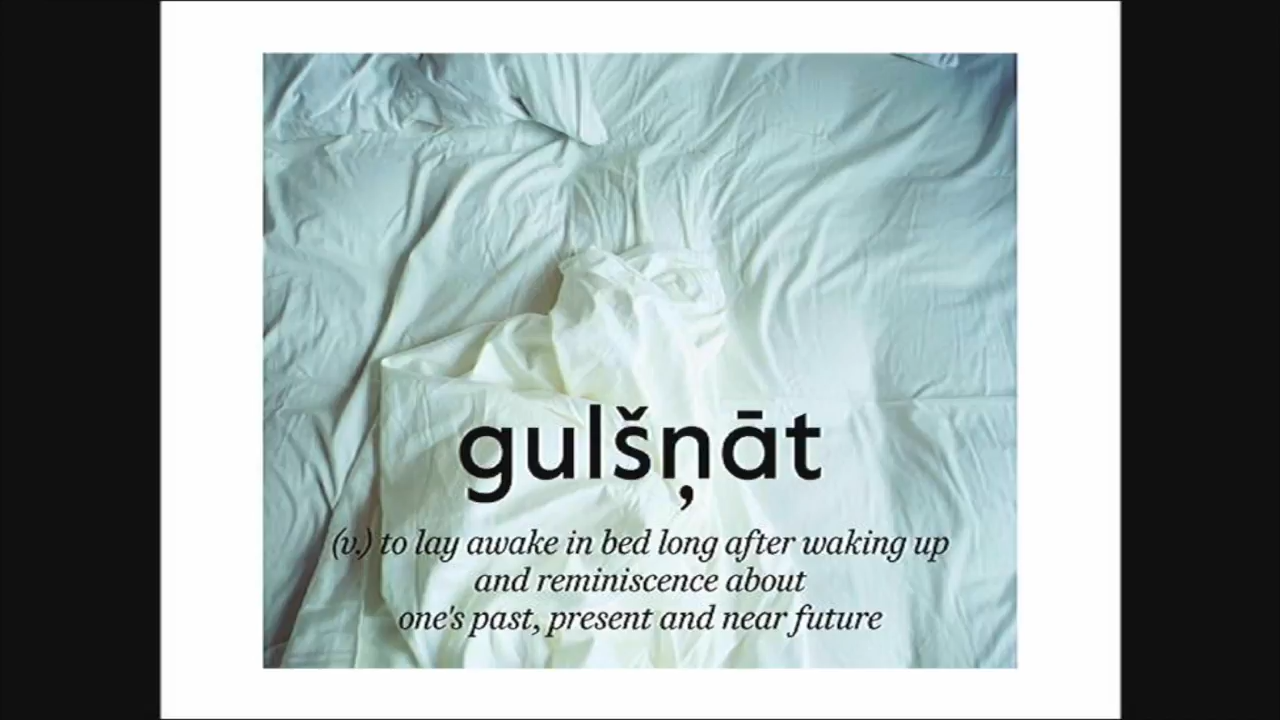 gulšņāt
(v.) to lay awake in bed long after waking up
and reminiscence about
one's past, present and near future